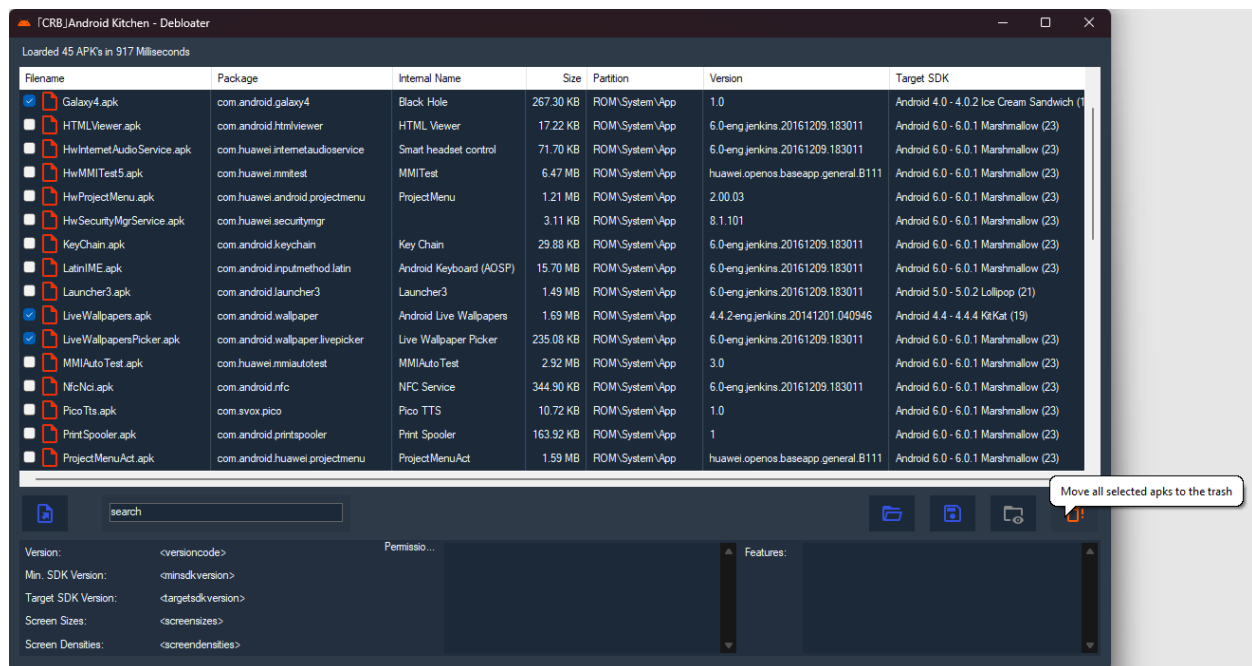 「CRB」Android Kitchen - Debloater
Loarded 45 APK's in 917 Milliseconds
Filename Package Internal Name Size Partition Version Target SDK
Galaxy4.apk com.android.galaxy4 Black Hole 267.30 KB ROM\System\App 1.0 Android 4.0 - 4.0.2 Ice Cream Sandwich (1
HTMLViewer.apk com.android.htmlviewer HTML Viewer 17.22 KB ROM\System\App 6.0-eng.jenkins.20161209.183011 Android 6.0 - 6.0.1 Marshmallow (23)
HwInternetAudioService.apk com.huawei.internetaudioservice Smart headset control 71.70 KB ROM\System\App 6.0-eng.jenkins.20161209.183011 Android 6.0 - 6.0.1 Marshmallow (23)
HwMMITest5.apk com.huawei.mmitest MMITest 6.47 MB ROM\System\App huawei.openos.baseapp.general.B111 Android 6.0 - 6.0.1 Marshmallow (23)
HwProjectMenu.apk com.huawei.android.projectmenu ProjectMenu 1.21 MB ROM\System\App 2.00.03 Android 6.0 - 6.0.1 Marshmallow (23)
HwSecurityMgrService.apk com.huawei.securitymgr 3.11 KB ROM\System\App 8.1.101 Android 6.0 - 6.0.1 Marshmallow (23)
KeyChain.apk com.android.keychain Key Chain 29.88 KB ROM\System\App 6.0-eng.jenkins.20161209.183011 Android 6.0 - 6.0.1 Marshmallow (23)
LatinIME.apk com.android.inputmethod.latin Android Keyboard (AOSP) 15.70 MB ROM\System\App 6.0-eng.jenkins.20161209.183011 Android 6.0 - 6.0.1 Marshmallow (23)
Launcher3.apk com.android.launcher3 Launcher3 1.49 MB ROM\System\App 6.0-eng.jenkins.20161209.183011 Android 5.0 - 5.0.2 Lollipop (21)
LiveWallpapers.apk com.android.wallpaper Android Live Wallpapers 1.69 MB ROM\System\App 4.4.2-eng.jenkins.20141201.040946 Android 4.4 - 4.4.4 KitKat (19)
LiveWallpapersPicker.apk com.android.wallpaper.livepicker Live Wallpaper Picker 235.08 KB ROM\System\App 6.0-eng.jenkins.20161209.183011 Android 6.0 - 6.0.1 Marshmallow (23)
MMIAutoTest.apk com.huawei.mmiautotest MMIAutoTest 2.92 MB ROM\System\App 3.0 Android 6.0 - 6.0.1 Marshmallow (23)
NfcNci.apk com.android.nfc NFC Service 344.90 KB ROM\System\App 6.0-eng.jenkins.20161209.183011 Android 6.0 - 6.0.1 Marshmallow (23)
PicoTts.apk com.svox.pico Pico TTS 10.72 KB ROM\System\App 1.0 Android 6.0 - 6.0.1 Marshmallow (23)
PrintSpooler.apk com.android.printspooler Print Spooler 163.92 KB ROM\System\App 1 Android 6.0 - 6.0.1 Marshmallow (23)
ProjectMenuAct.apk com.android.huawei.projectmenu ProjectMenuAct 1.59 MB ROM\System\App huawei.openos.baseapp.general.B111 Android 6.0 - 6.0.1 Marshmallow (23)
Move all selected apks to the trash
search
Version: <versioncode> Permissio... Features:
Min. SDK Version: <minsdkversion>
Target SDK Version: <targetsdkversion>
Screen Sizes: <screensizes>
Screen Densities: <screendensities>